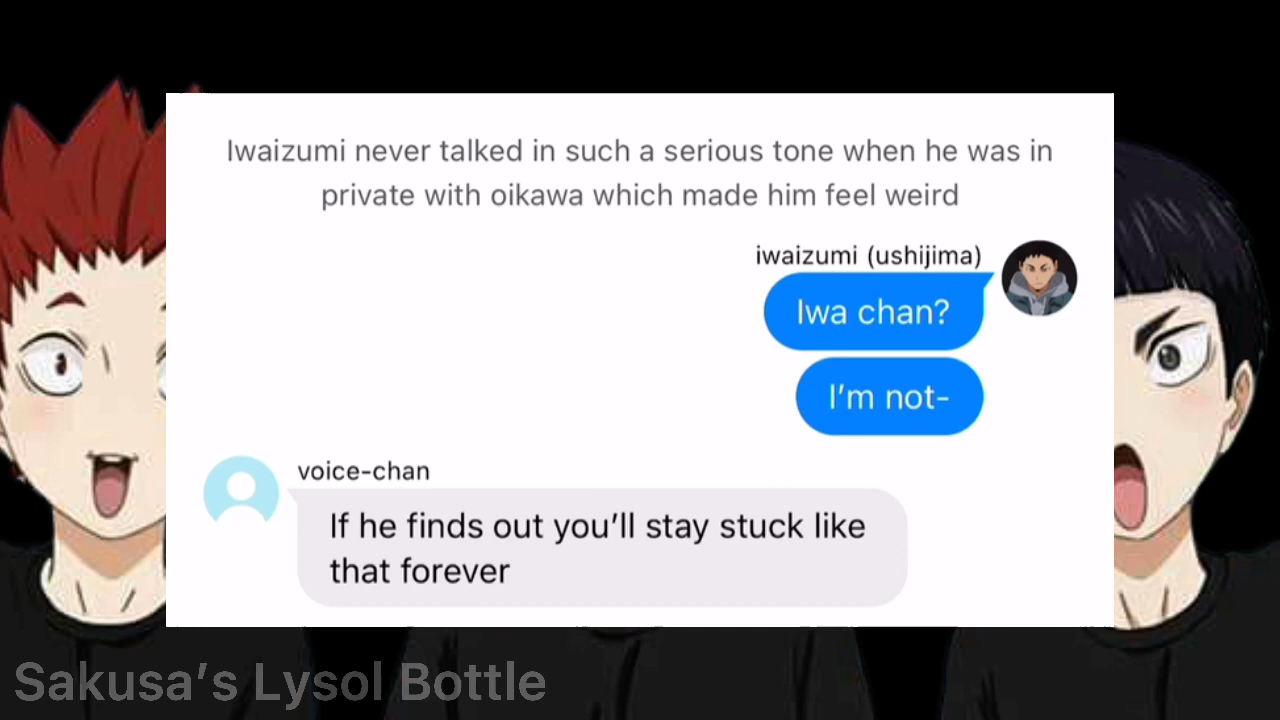 Iwaizumi never talked in such a serious tone when he was in
private with oikawa which made him feel weird
iwaizumi (ushijima)
Iwa chan?
I’m not-
voice-chan
If he finds out you’ll stay stuck like
that forever
Sakusa’s Lysol Bottle